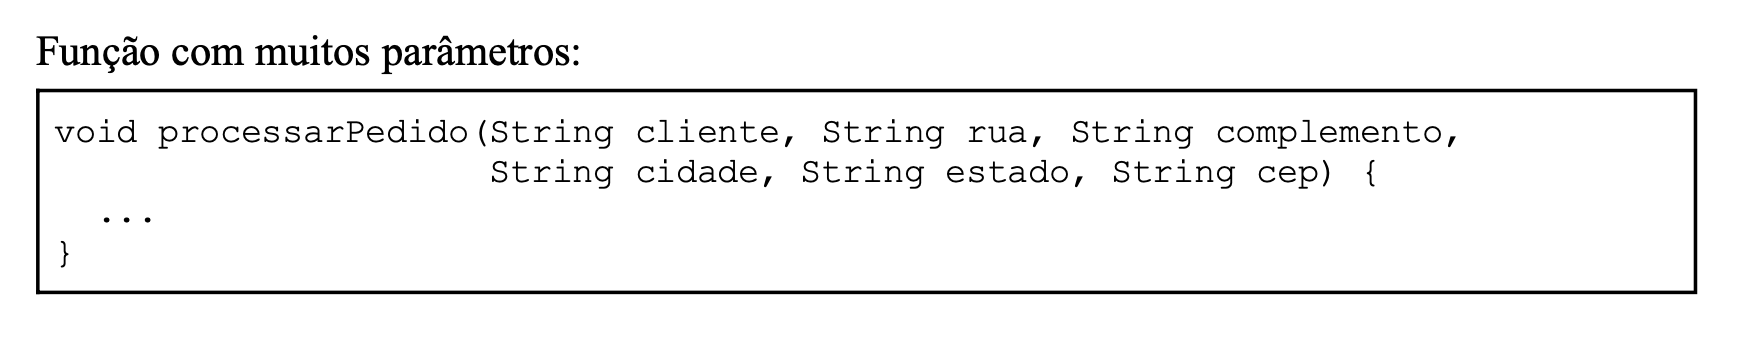 Função com muitos parâmetros:
void processarPedido(String cliente, String rua, String complemento,
String cidade, String estado, String cep) {
...
}